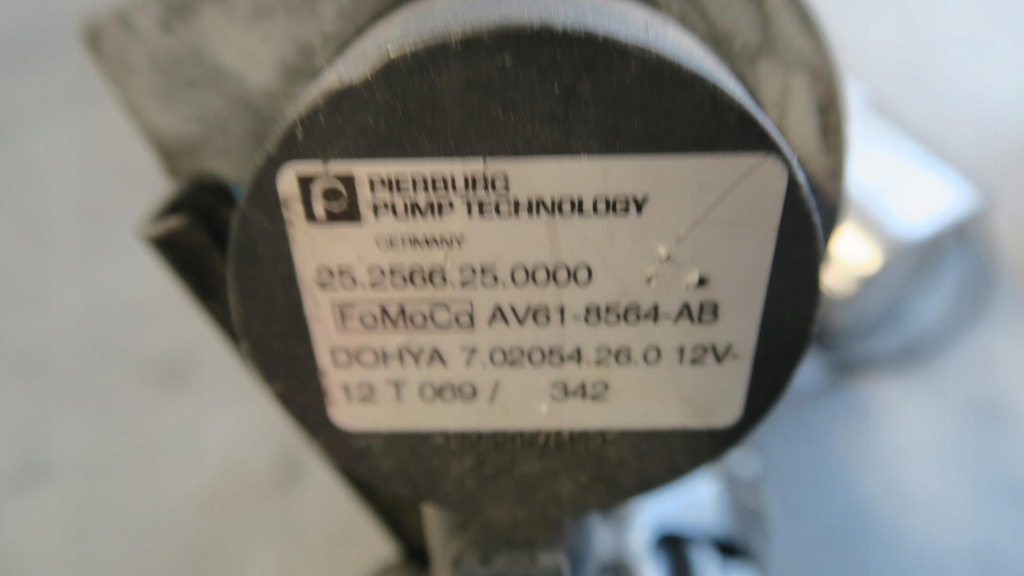 PIERBURG
PUMP TECHNOLOGY
GERMANY
25.2566.25.0000
FoMoCo AV61-8564-AB
DOHYA 7.02054.26.0 12V-
12 T 069 / 342